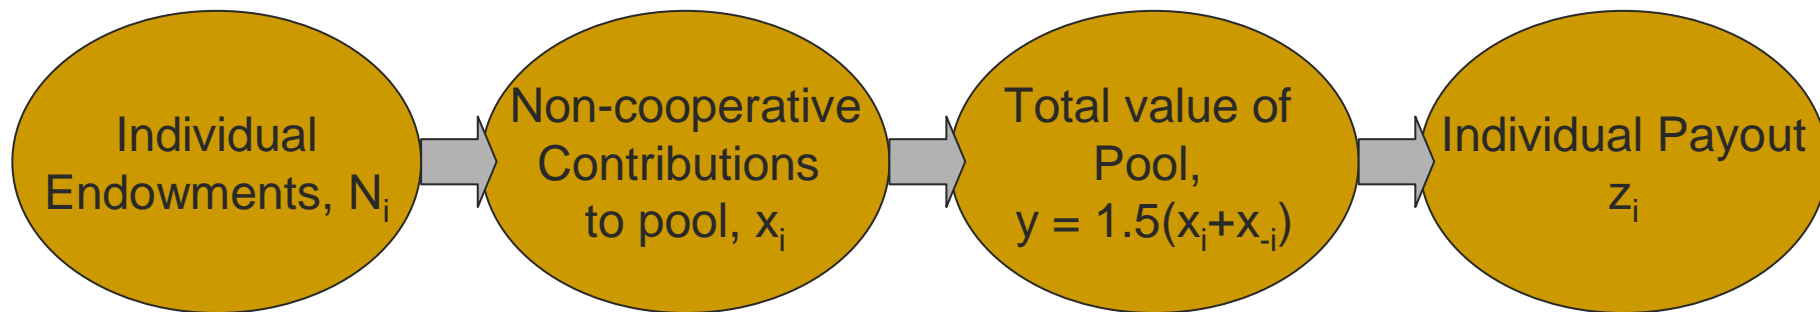 Individual
Endowments, Nᵢ
Non-cooperative
Contributions
to pool, xᵢ
Total value of
Pool,
y = 1.5(xᵢ+x₋ᵢ)
Individual Payout
zᵢ